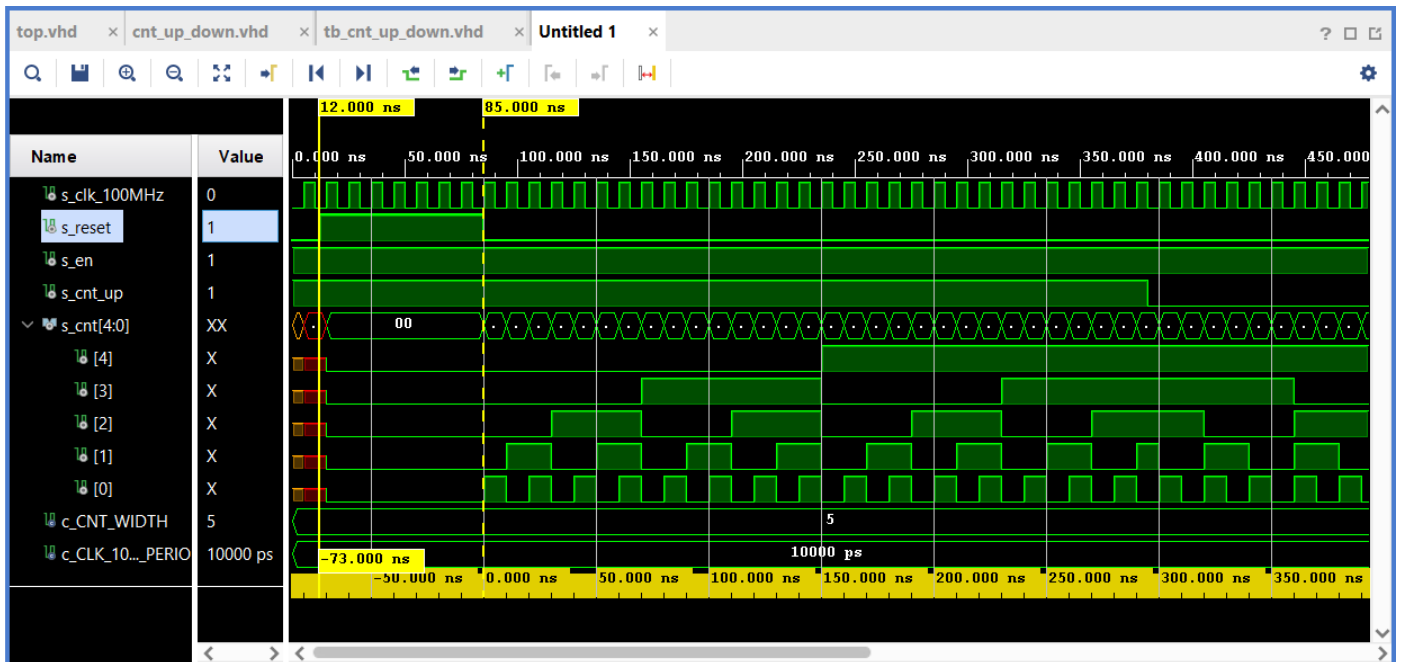 top.vhd × cnt_up_down.vhd × tb_cnt_up_down.vhd × Untitled 1 ×
?
12.000 ns 85.000 ns
Name Value 0.000 ns 50.000 ns 100.000 ns 150.000 ns 200.000 ns 250.000 ns 300.000 ns 350.000 ns 400.000 ns 450.000
s_clk_100MHz 0
s_reset 1
s_en 1
s_cnt_up 1
s_cnt[4:0] XX 00
[4] X
[3] X
[2] X
[1] X
[0] X
c_CNT_WIDTH 5 5
c_CLK_10..._PERIO 10000 ps 10000 ps
-73.000 ns
-50.000 ns 0.000 ns 50.000 ns 100.000 ns 150.000 ns 200.000 ns 250.000 ns 300.000 ns 350.000 ns